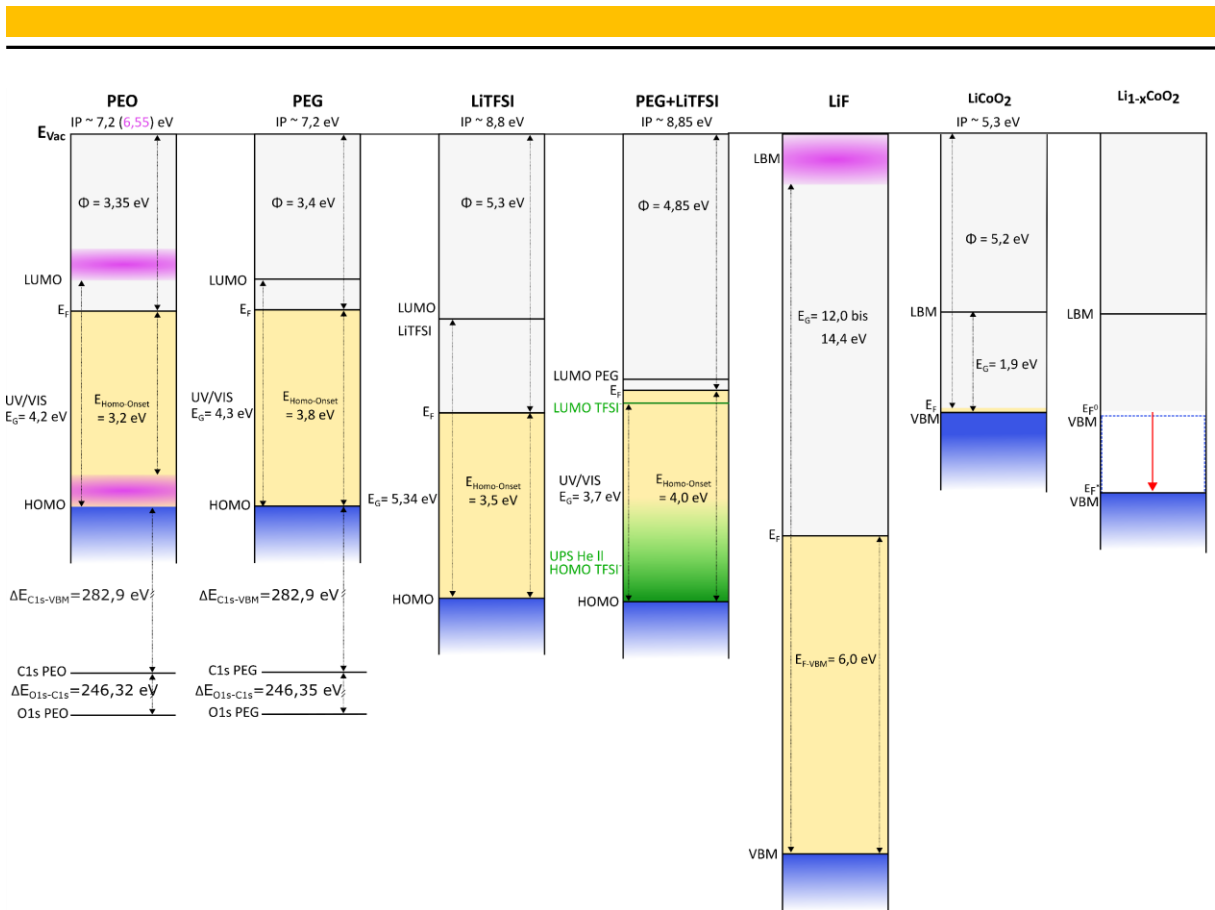 PEO
IP ~ 7,2 (6,55) eV
PEG
IP ~ 7,2 eV
LiTFSI
IP ~ 8,8 eV
PEG+LiTFSI
IP ~ 8,85 eV
LiF
LiCoO2
IP ~ 5,3 eV
Li1-xCoO2
EVac
Φ = 3,35 eV
LUMO
EF
UV/VIS
EG= 4,2 eV
EHomo-Onset
= 3,2 eV
HOMO
ΔEC1s-VBM=282,9 eV
C1s PEO
ΔEO1s-C1s=246,32 eV
O1s PEO
Φ = 3,4 eV
LUMO
EF
UV/VIS
EG= 4,3 eV
EHomo-Onset
= 3,8 eV
HOMO
ΔEC1s-VBM=282,9 eV
C1s PEG
ΔEO1s-C1s=246,35 eV
O1s PEG
Φ = 5,3 eV
LUMO
LiTFSI
EF
EG= 5,34 eV
EHomo-Onset
= 3,5 eV
HOMO
Φ = 4,85 eV
LUMO PEG
EF
LUMO TFSI-
UV/VIS
EG= 3,7 eV
EHomo-Onset
= 4,0 eV
UPS He II
HOMO TFSI-
HOMO
LBM
EG= 12,0 bis
14,4 eV
EF
EF-VBM= 6,0 eV
VBM
Φ = 5,2 eV
LBM
EG= 1,9 eV
EF
VBM
LBM
EF0
VBM
EF*
VBM